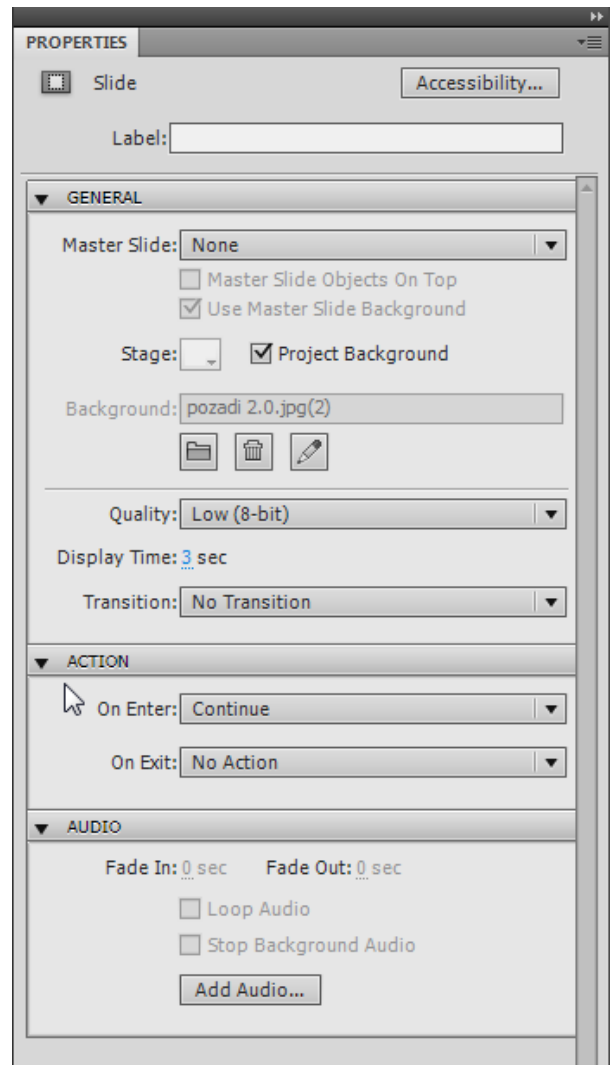 PROPERTIES
Slide Accessibility...
Label:
GENERAL
Master Slide: None
Master Slide Objects On Top
Use Master Slide Background
Stage: Project Background
Background: pozadi 2.0.jpg(2)
Quality: Low (8-bit)
Display Time: 3 sec
Transition: No Transition
ACTION
On Enter: Continue
On Exit: No Action
AUDIO
Fade In: 0 sec Fade Out: 0 sec
Loop Audio
Stop Background Audio
Add Audio...